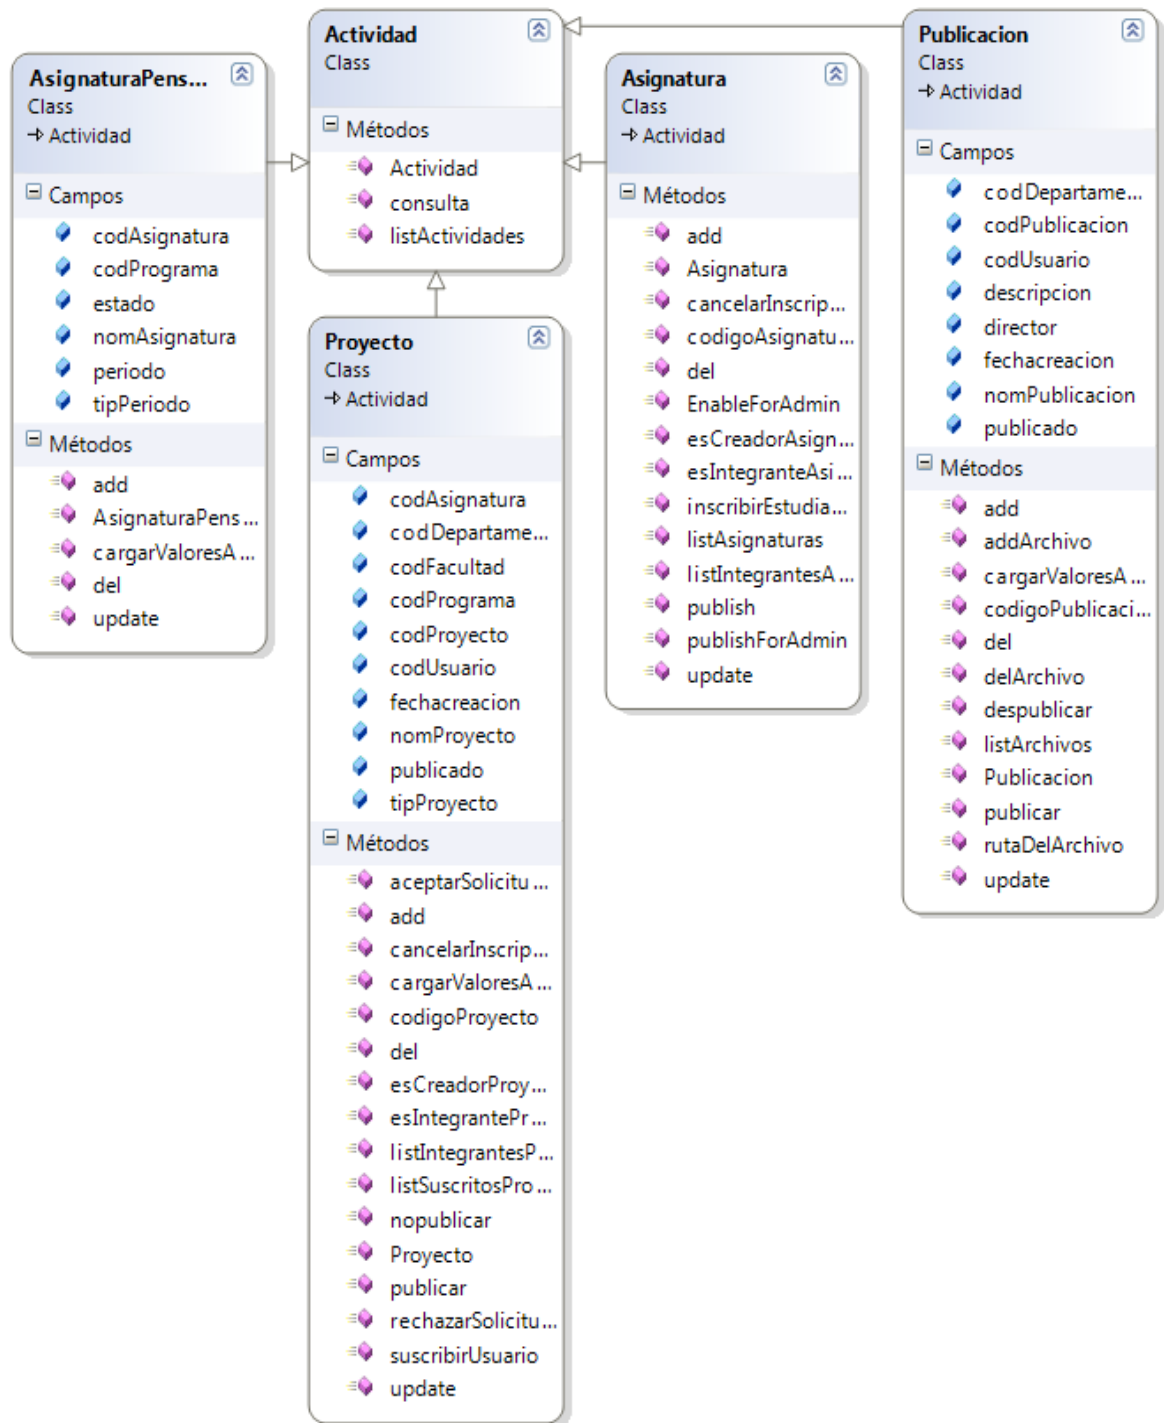 AsignaturaPens...
Class
Actividad
Campos
codAsignatura
codPrograma
estado
nomAsignatura
periodo
tipPeriodo
Métodos
add
AsignaturaPens...
cargarValoresA...
del
update
Actividad
Class
Métodos
Actividad
consulta
listActividades
Proyecto
Class
Actividad
Campos
codAsignatura
codDepartame...
codFacultad
codPrograma
codProyecto
codUsuario
fechacreacion
nomProyecto
publicado
tipProyecto
Métodos
aceptarSolicitu...
add
cancelarInscrip...
cargarValoresA...
codigoProyecto
del
esCreadorProy...
esIntegrantePr...
listIntegrantesP...
listSuscritosPro...
nopublicar
Proyecto
publicar
rechazarSolicitu...
suscribirUsuario
update
Asignatura
Class
Actividad
Métodos
add
Asignatura
cancelarInscrip...
codigoAsignatu...
del
EnableForAdmin
esCreadorAsign...
esIntegranteAsi...
inscribirEstudia...
listAsignaturas
listIntegrantesA...
publish
publishForAdmin
update
Publicacion
Class
Actividad
Campos
codDepartame...
codPublicacion
codUsuario
descripcion
director
fechacreacion
nomPublicacion
publicado
Métodos
add
addArchivo
cargarValoresA...
codigoPublicaci...
del
delArchivo
despublicar
listArchivos
Publicacion
publicar
rutaDelArchivo
update